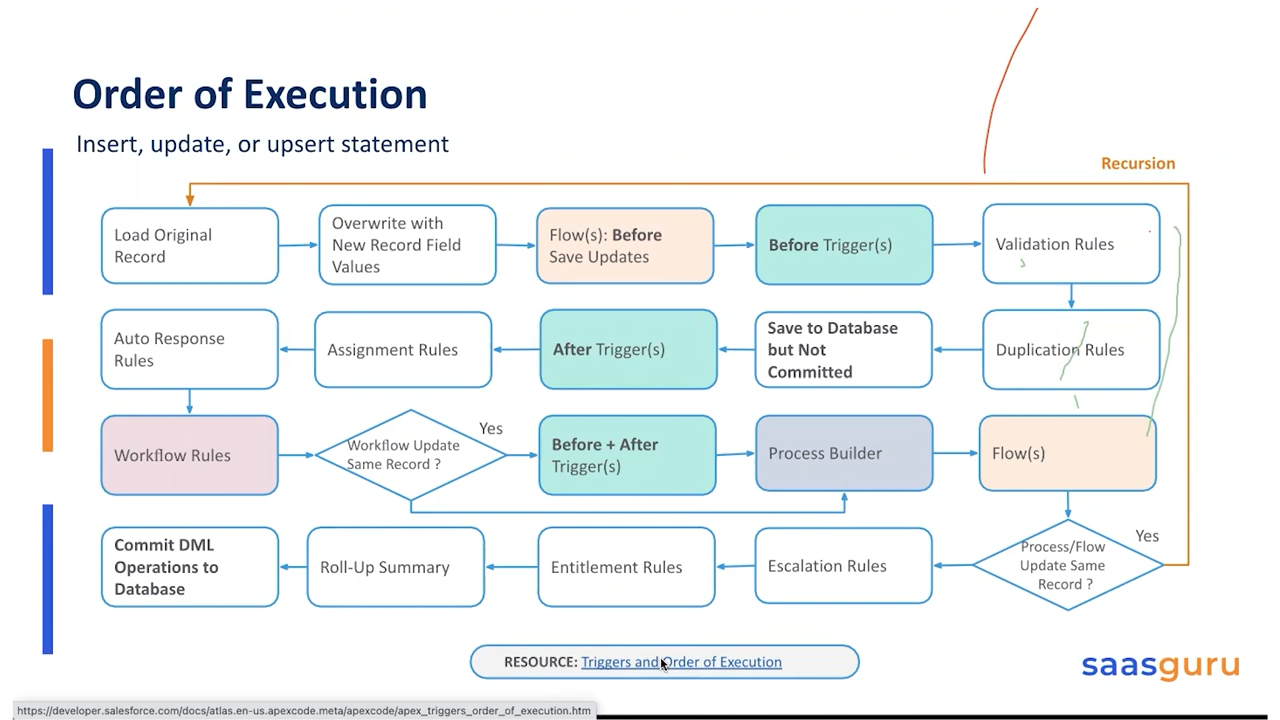 Order of Execution
Insert, update, or upsert statement
Recursion
Load Original
Record
Overwrite with
New Record Field
Values
Flow(s): Before
Save Updates
Before Trigger(s)
Validation Rules
Auto Response
Rules
Assignment Rules
After Trigger(s)
Save to Database
but Not
Committed
Duplication Rules
Workflow Rules
Workflow Update
Same Record ?
Yes
Before + After
Trigger(s)
Process Builder
Flow(s)
Commit DML
Operations to
Database
Roll-Up Summary
Entitlement Rules
Escalation Rules
Process/Flow
Update Same
Record ?
Yes
RESOURCE: Triggers and Order of Execution
saasguru
https://developer.salesforce.com/docs/atlas.en-us.apexcode.meta/apexcode/apex_triggers_order_of_execution.htm